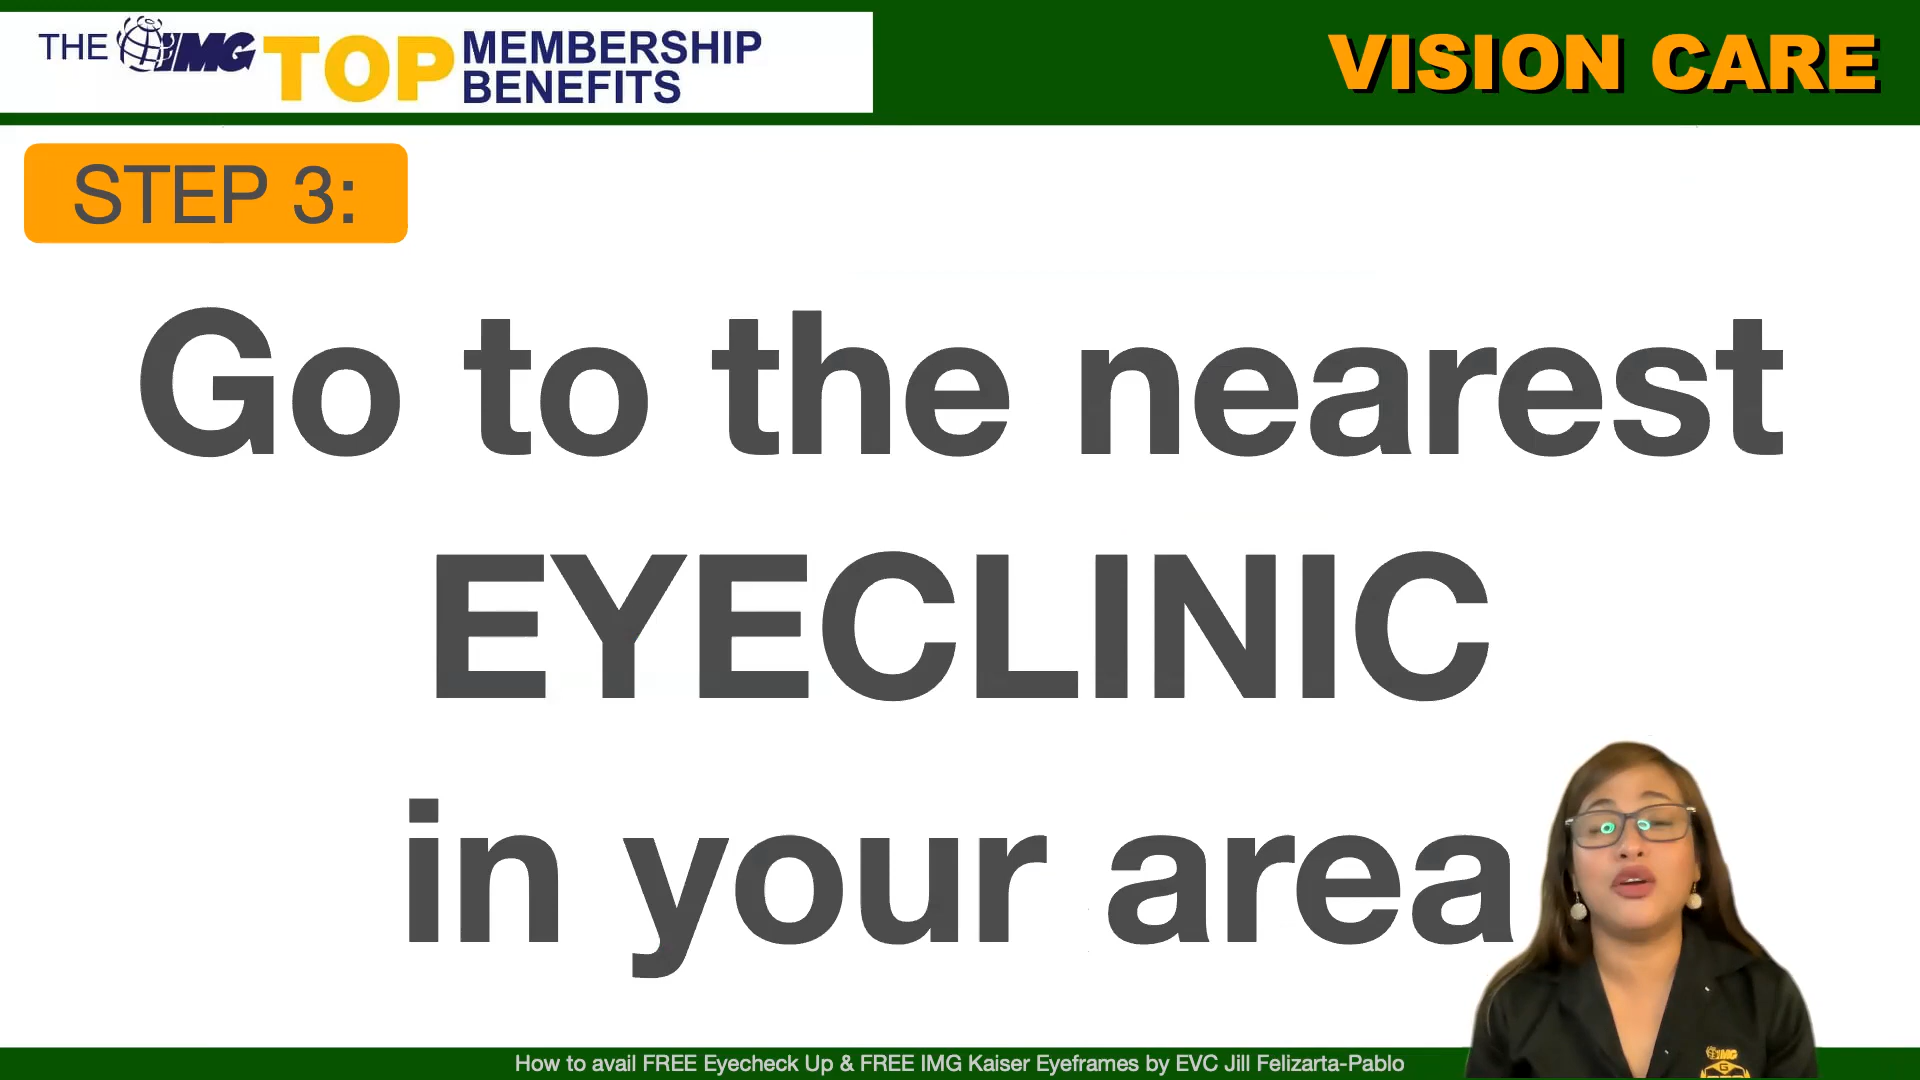 THE IMG TOP MEMBERSHIP BENEFITS
VISION CARE
STEP 3:
Go to the nearest
EYECLINIC
in your area
IMG
How to avail FREE Eyecheck Up & FREE IMG Kaiser Eyeframes by EVC Jill Felizarta-Pablo